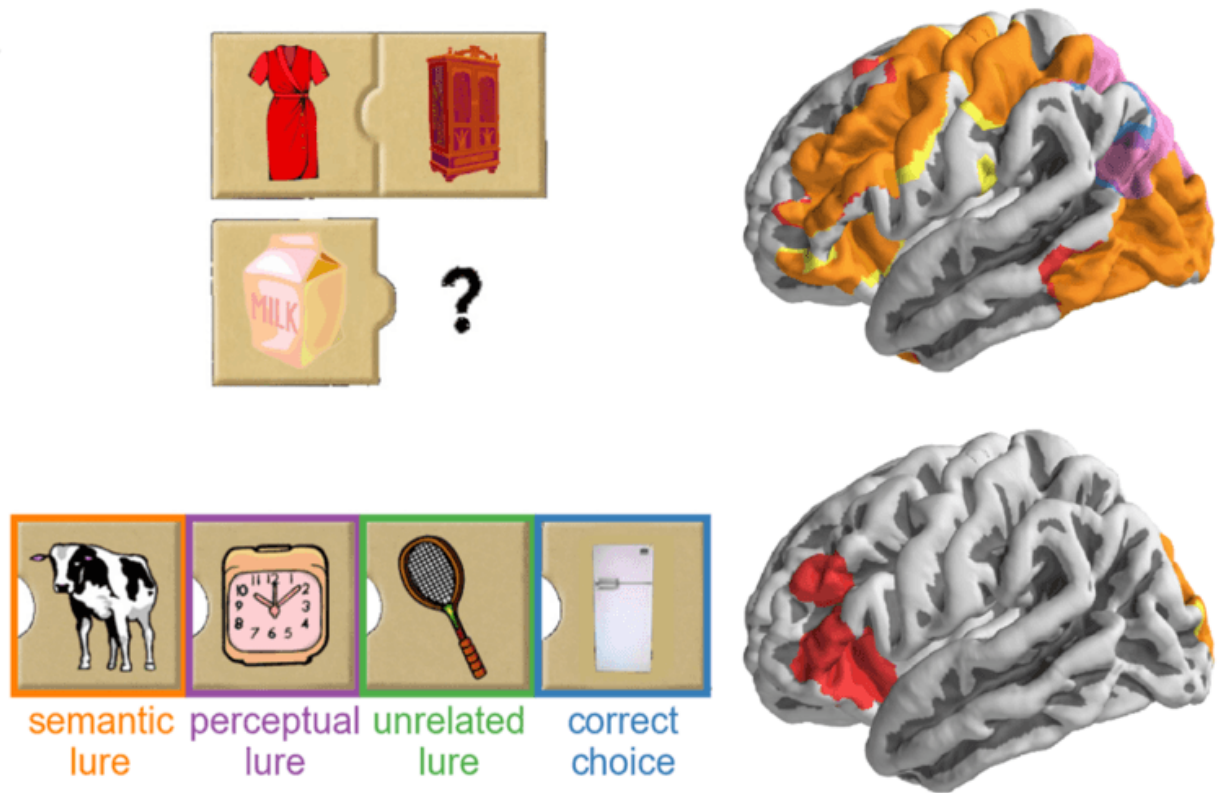 MILK
?
11 12 1
10 2
9 3
8 4
7 6 5
semantic lure
perceptual lure
unrelated lure
correct choice